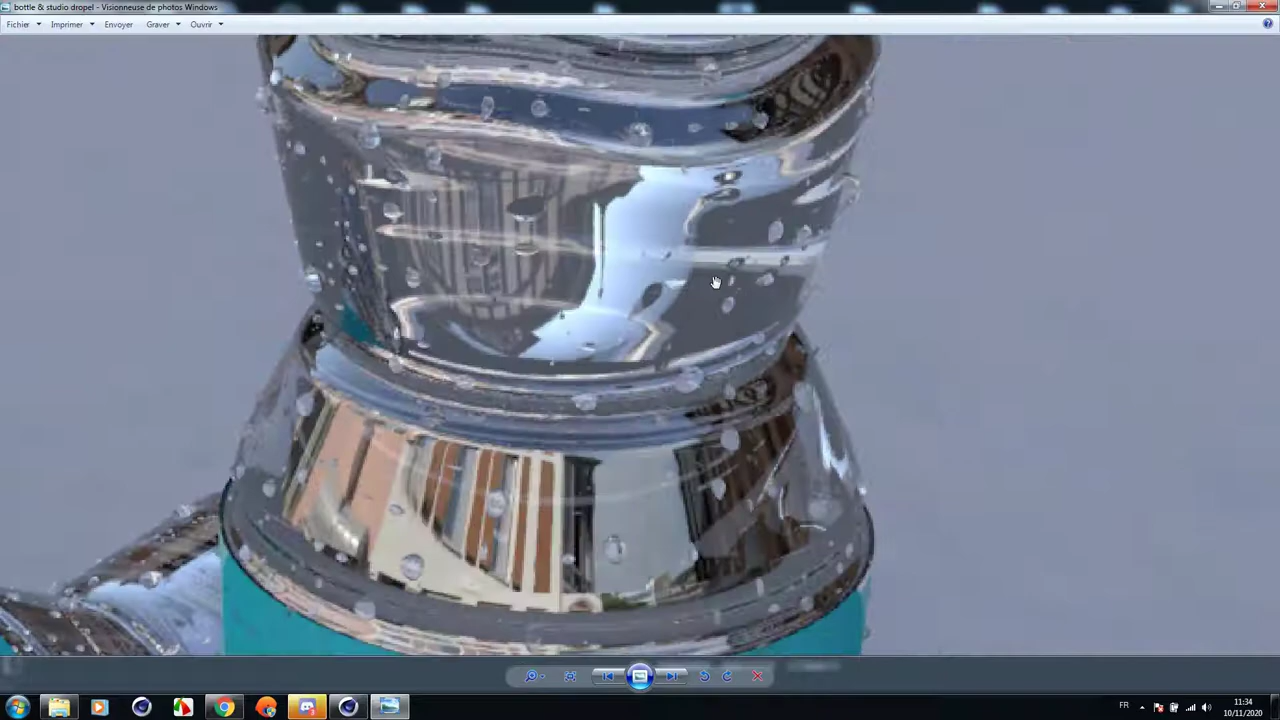 bottle & studio dropel - Visionneuse de photos Windows
Fichier Imprimer Envoyer Graver Ouvrir
FR
11:34
10/11/2020